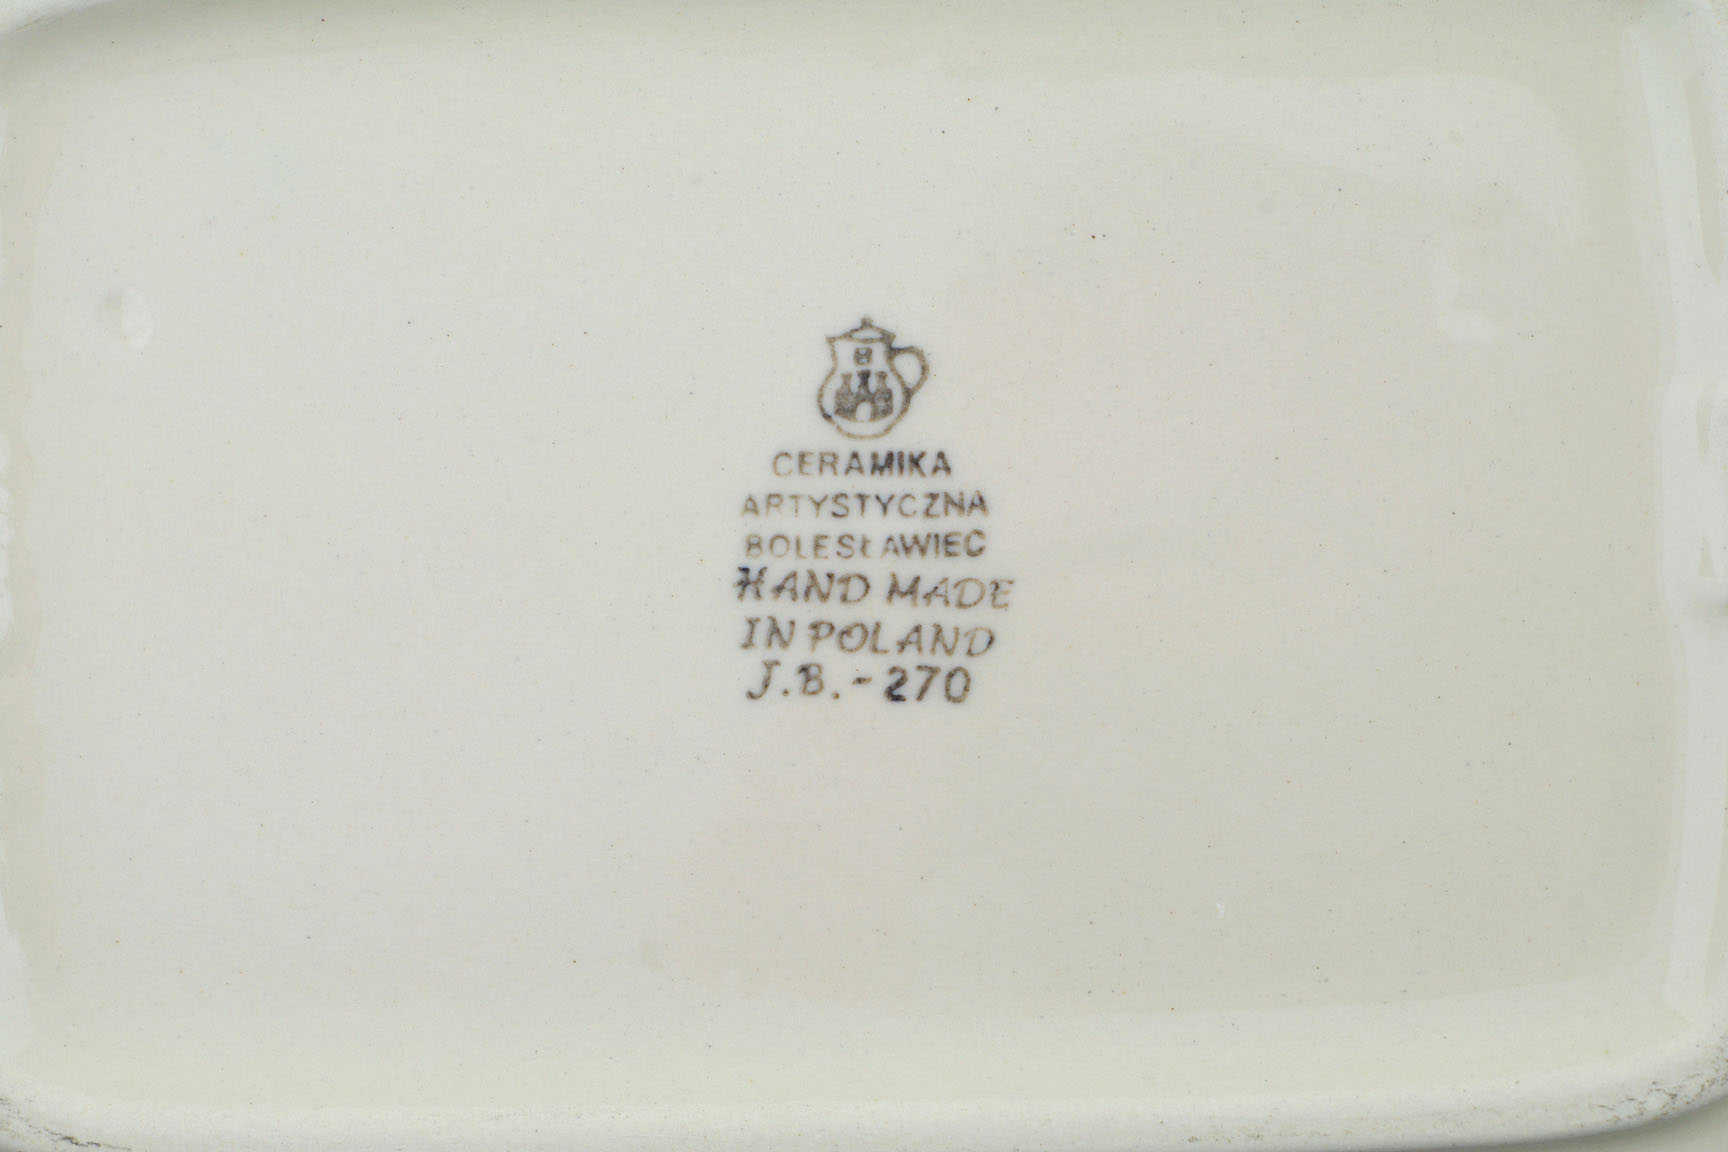 B
CERAMIKA
ARTYSTYCZNA
BOLESŁAWIEC
HAND MADE
IN POLAND
J.B. - 270